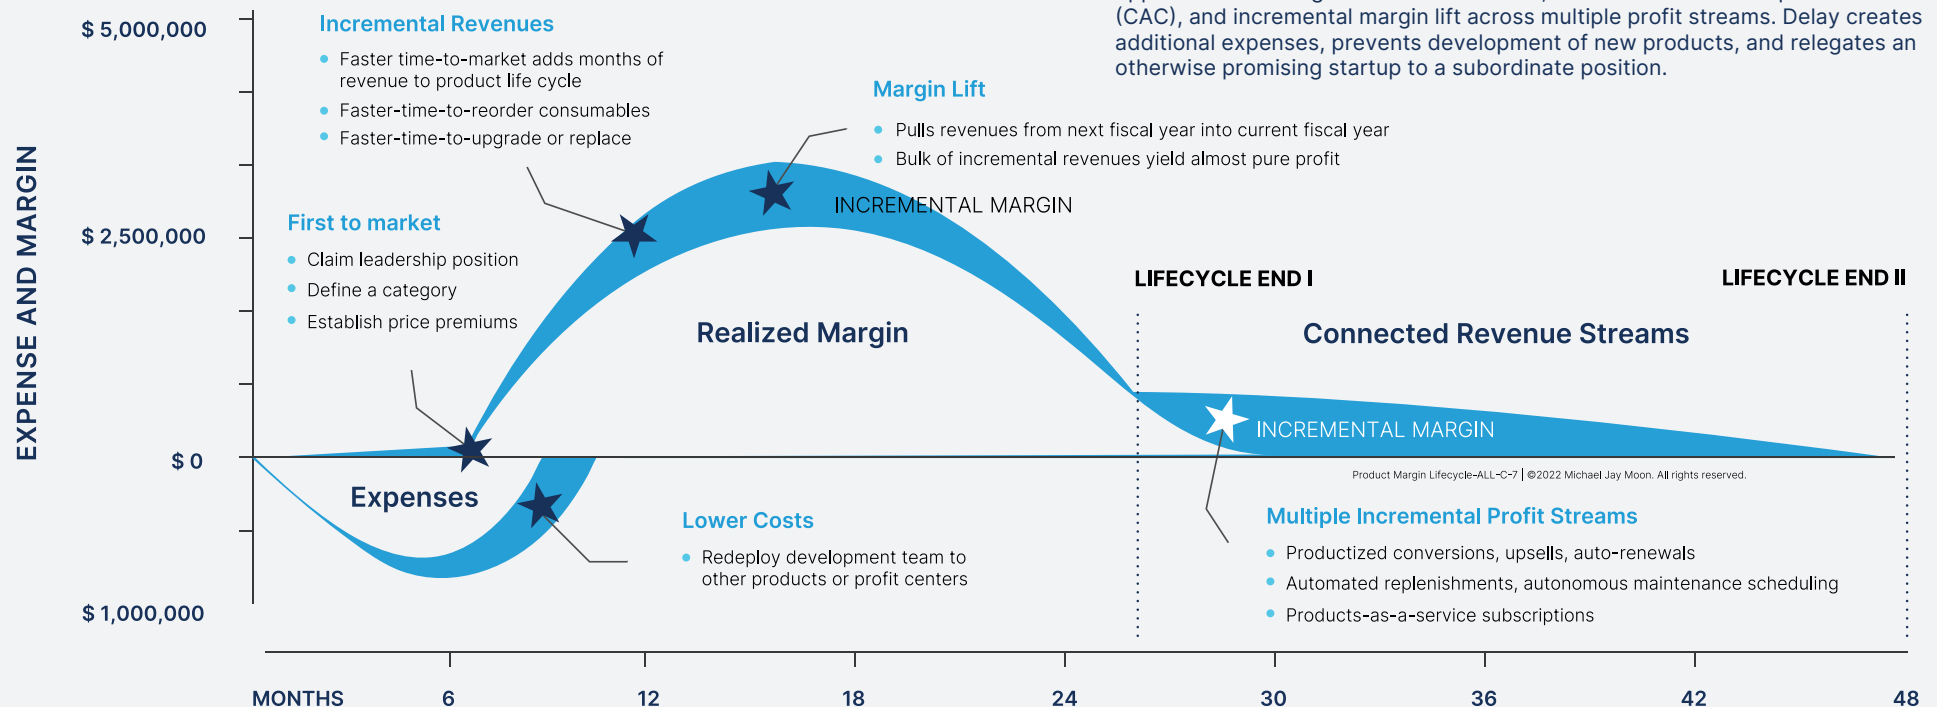 (CAC), and incremental margin lift across multiple profit streams. Delay creates
additional expenses, prevents development of new products, and relegates an
otherwise promising startup to a subordinate position.
EXPENSE AND MARGIN
$ 5,000,000
$ 2,500,000
$ 0
$ 1,000,000
Incremental Revenues
Faster time-to-market adds months of
revenue to product life cycle
Faster-time-to-reorder consumables
Faster-time-to-upgrade or replace
Margin Lift
Pulls revenues from next fiscal year into current fiscal year
Bulk of incremental revenues yield almost pure profit
INCREMENTAL MARGIN
First to market
Claim leadership position
Define a category
Establish price premiums
LIFECYCLE END I
LIFECYCLE END II
Realized Margin
Connected Revenue Streams
INCREMENTAL MARGIN
Product Margin Lifecycle-ALL-C-7 | ©2022 Michael Jay Moon. All rights reserved.
Expenses
Lower Costs
Redeploy development team to
other products or profit centers
Multiple Incremental Profit Streams
Productized conversions, upsells, auto-renewals
Automated replenishments, autonomous maintenance scheduling
Products-as-a-service subscriptions
MONTHS 6 12 18 24 30 36 42 48